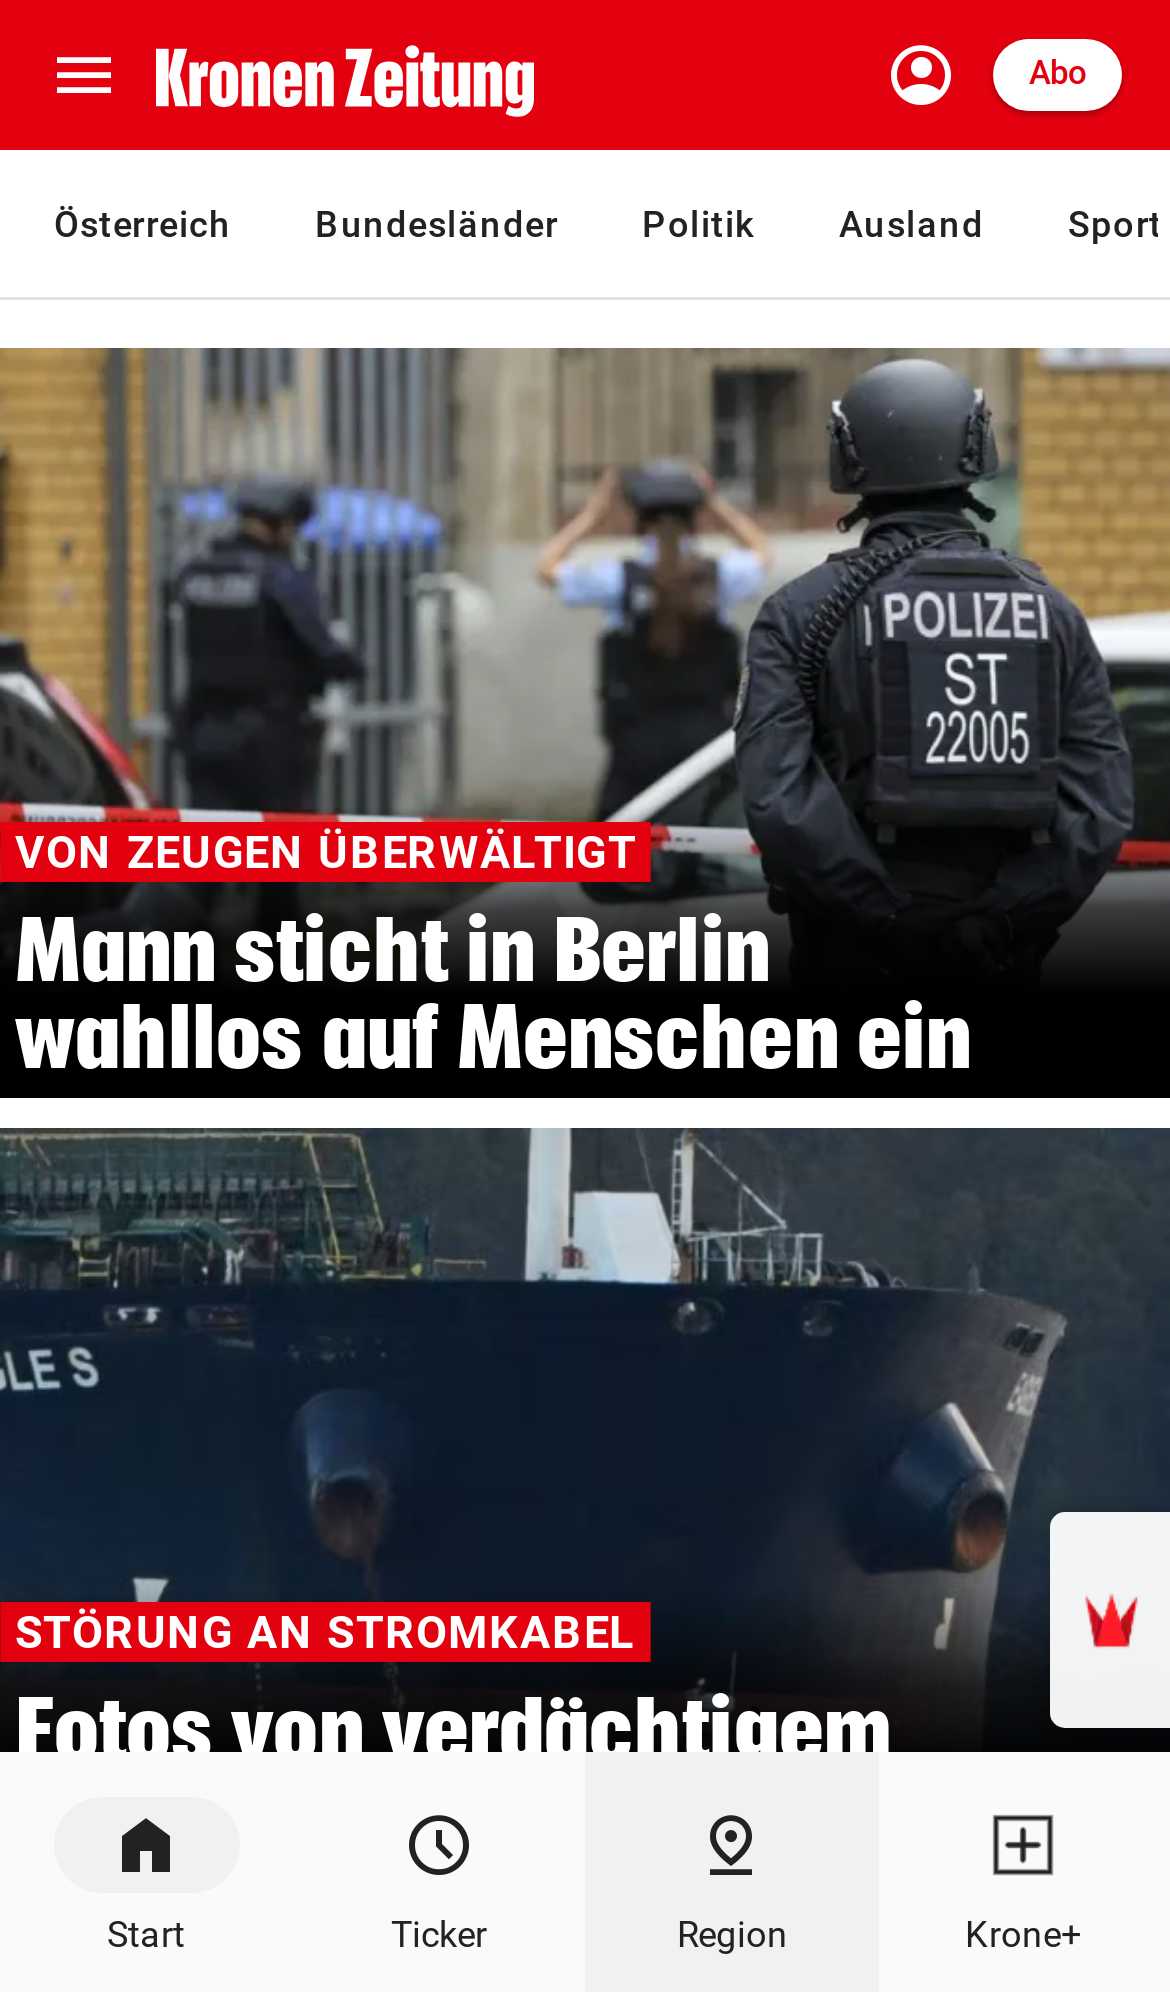 Kronen Zeitung
Abo
Österreich Bundesländer Politik Ausland Sport
POLIZEI
ST
22005
VON ZEUGEN ÜBERWÄLTIGT
Mann sticht in Berlin
wahllos auf Menschen ein
GLE S
STÖRUNG AN STROMKABEL
Fotos von verdächtigem
Start Ticker Region Krone+